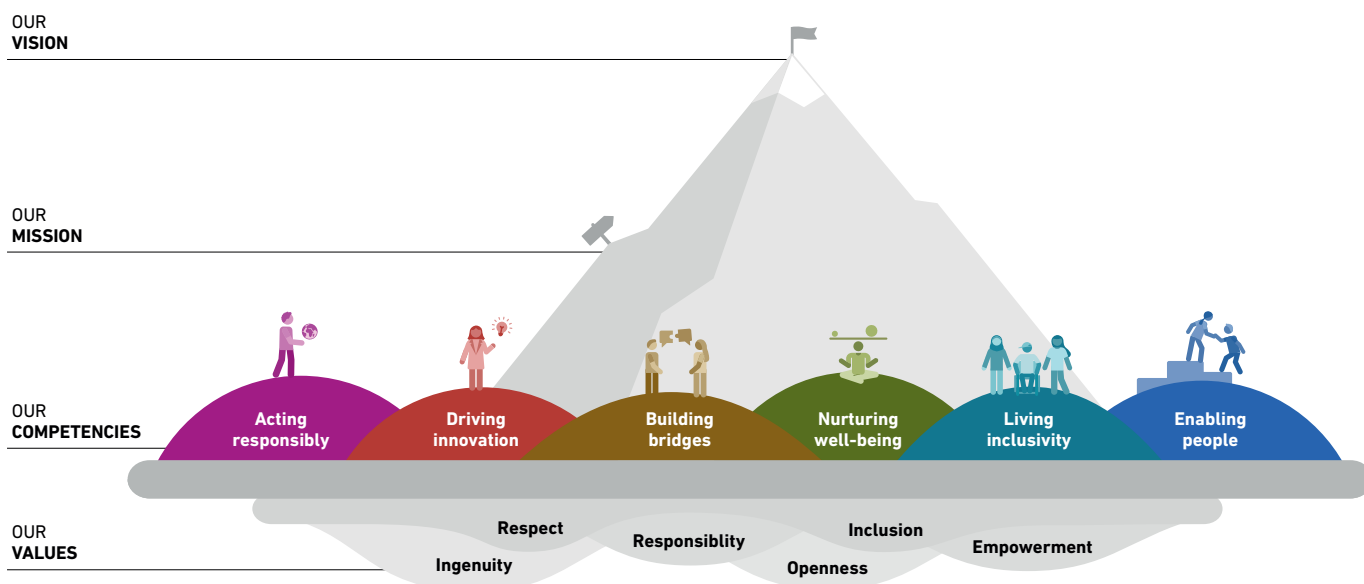 OUR
VISION
OUR
MISSION
OUR
COMPETENCIES
Acting
responsibly
Driving
innovation
Building
bridges
Nurturing
well-being
Living
inclusivity
Enabling
people
OUR
VALUES
Respect
Inclusion
Responsiblity
Empowerment
Ingenuity
Openness